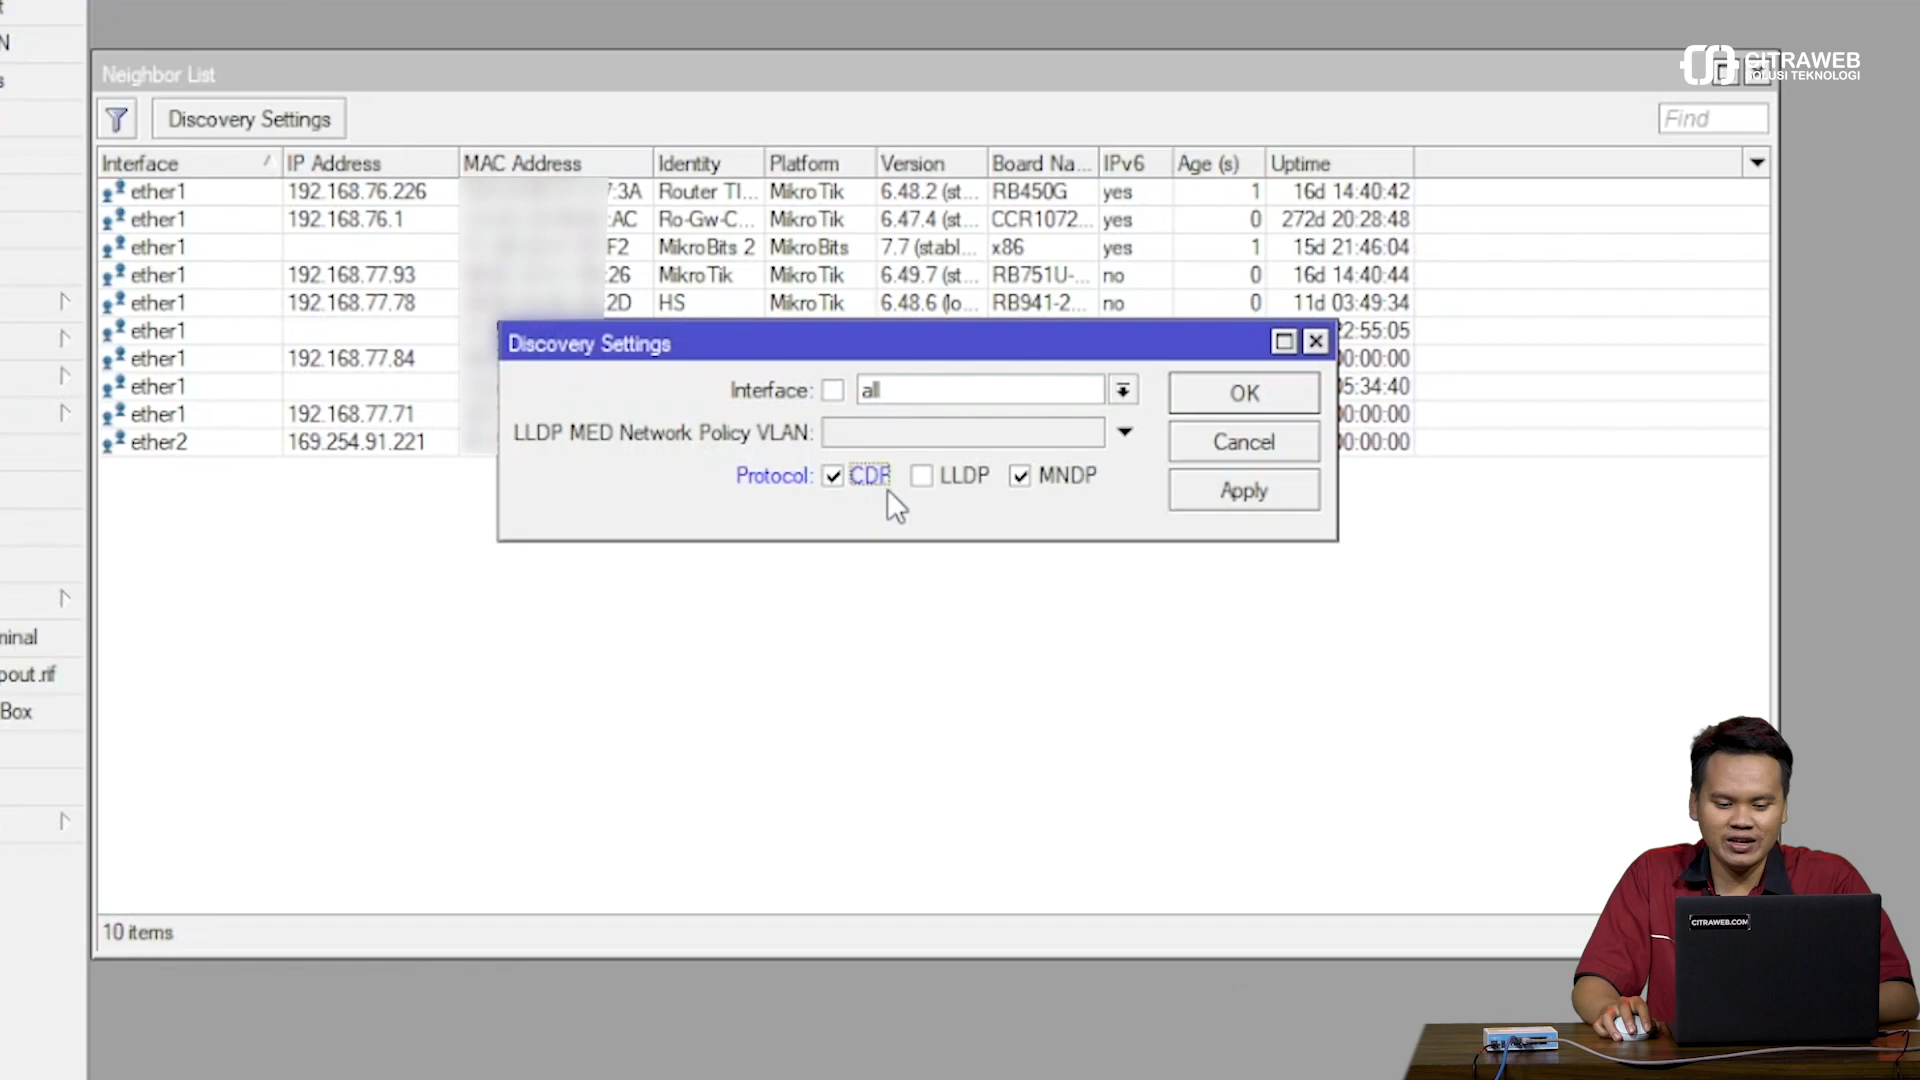 CITRAWEB
SOLUSI TEKNOLOGI
Neighbor List
Discovery Settings
Find
Interface IP Address MAC Address Identity Platform Version Board Na... IPv6 Age (s) Uptime
ether1 192.168.76.226 :3A Router TI... MikroTik 6.48.2 (st... RB450G yes 1 16d 14:40:42
ether1 192.168.76.1 :AC Ro-Gw-C... MikroTik 6.47.4 (st... CCR1072... yes 0 272d 20:28:48
ether1 F2 MikroBits 2 MikroBits 7.7 (stabl... x86 yes 1 15d 21:46:04
ether1 192.168.77.93 :26 MikroTik MikroTik 6.49.7 (st... RB751U-... no 0 16d 14:40:44
ether1 192.168.77.78 2D HS MikroTik 6.48.6 (lo... RB941-2... no 0 11d 03:49:34
ether1 2:55:05
ether1 192.168.77.84 00:00:00
ether1 05:34:40
ether1 192.168.77.71 00:00:00
ether2 169.254.91.221 00:00:00
Discovery Settings
Interface: all
LLDP MED Network Policy VLAN:
Protocol: CDP LLDP MNDP
OK
Cancel
Apply
minal
pout.rif
Box
10 items
CITRAWEB.COM